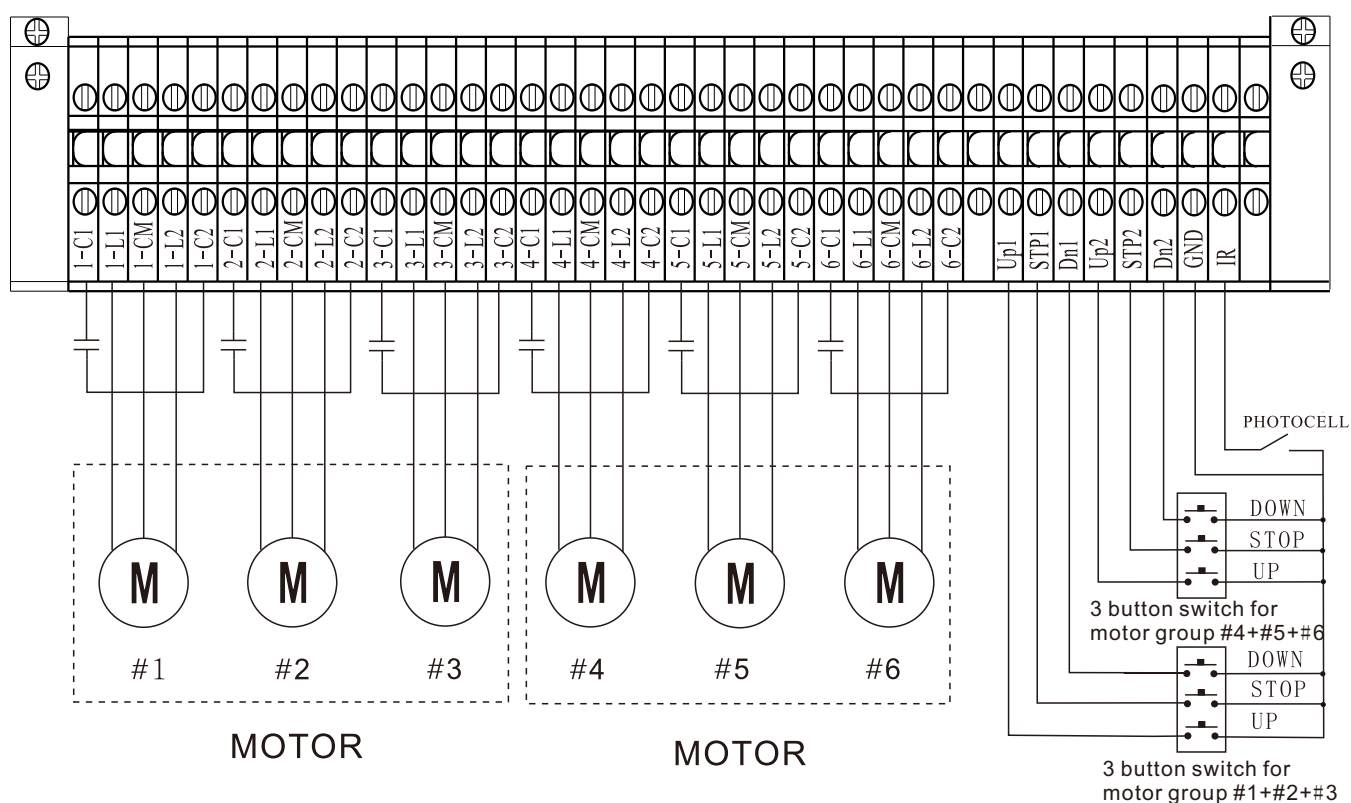 1-C1 1-L1 1-CM 1-L2 1-C2 2-C1 2-L1 2-CM 2-L2 2-C2 3-C1 3-L1 3-CM 3-L2 3-C2 4-C1 4-L1 4-CM 4-L2 4-C2 5-C1 5-L1 5-CM 5-L2 5-C2 6-C1 6-L1 6-CM 6-L2 6-C2 Up1 STP1 Dn1 Up2 STP2 Dn2 GND IR
PHOTOCELL
DOWN
STOP
UP
3 button switch for
motor group #4+#5+#6
DOWN
STOP
UP
3 button switch for
motor group #1+#2+#3
M M M M M M
#1 #2 #3 #4 #5 #6
MOTOR MOTOR